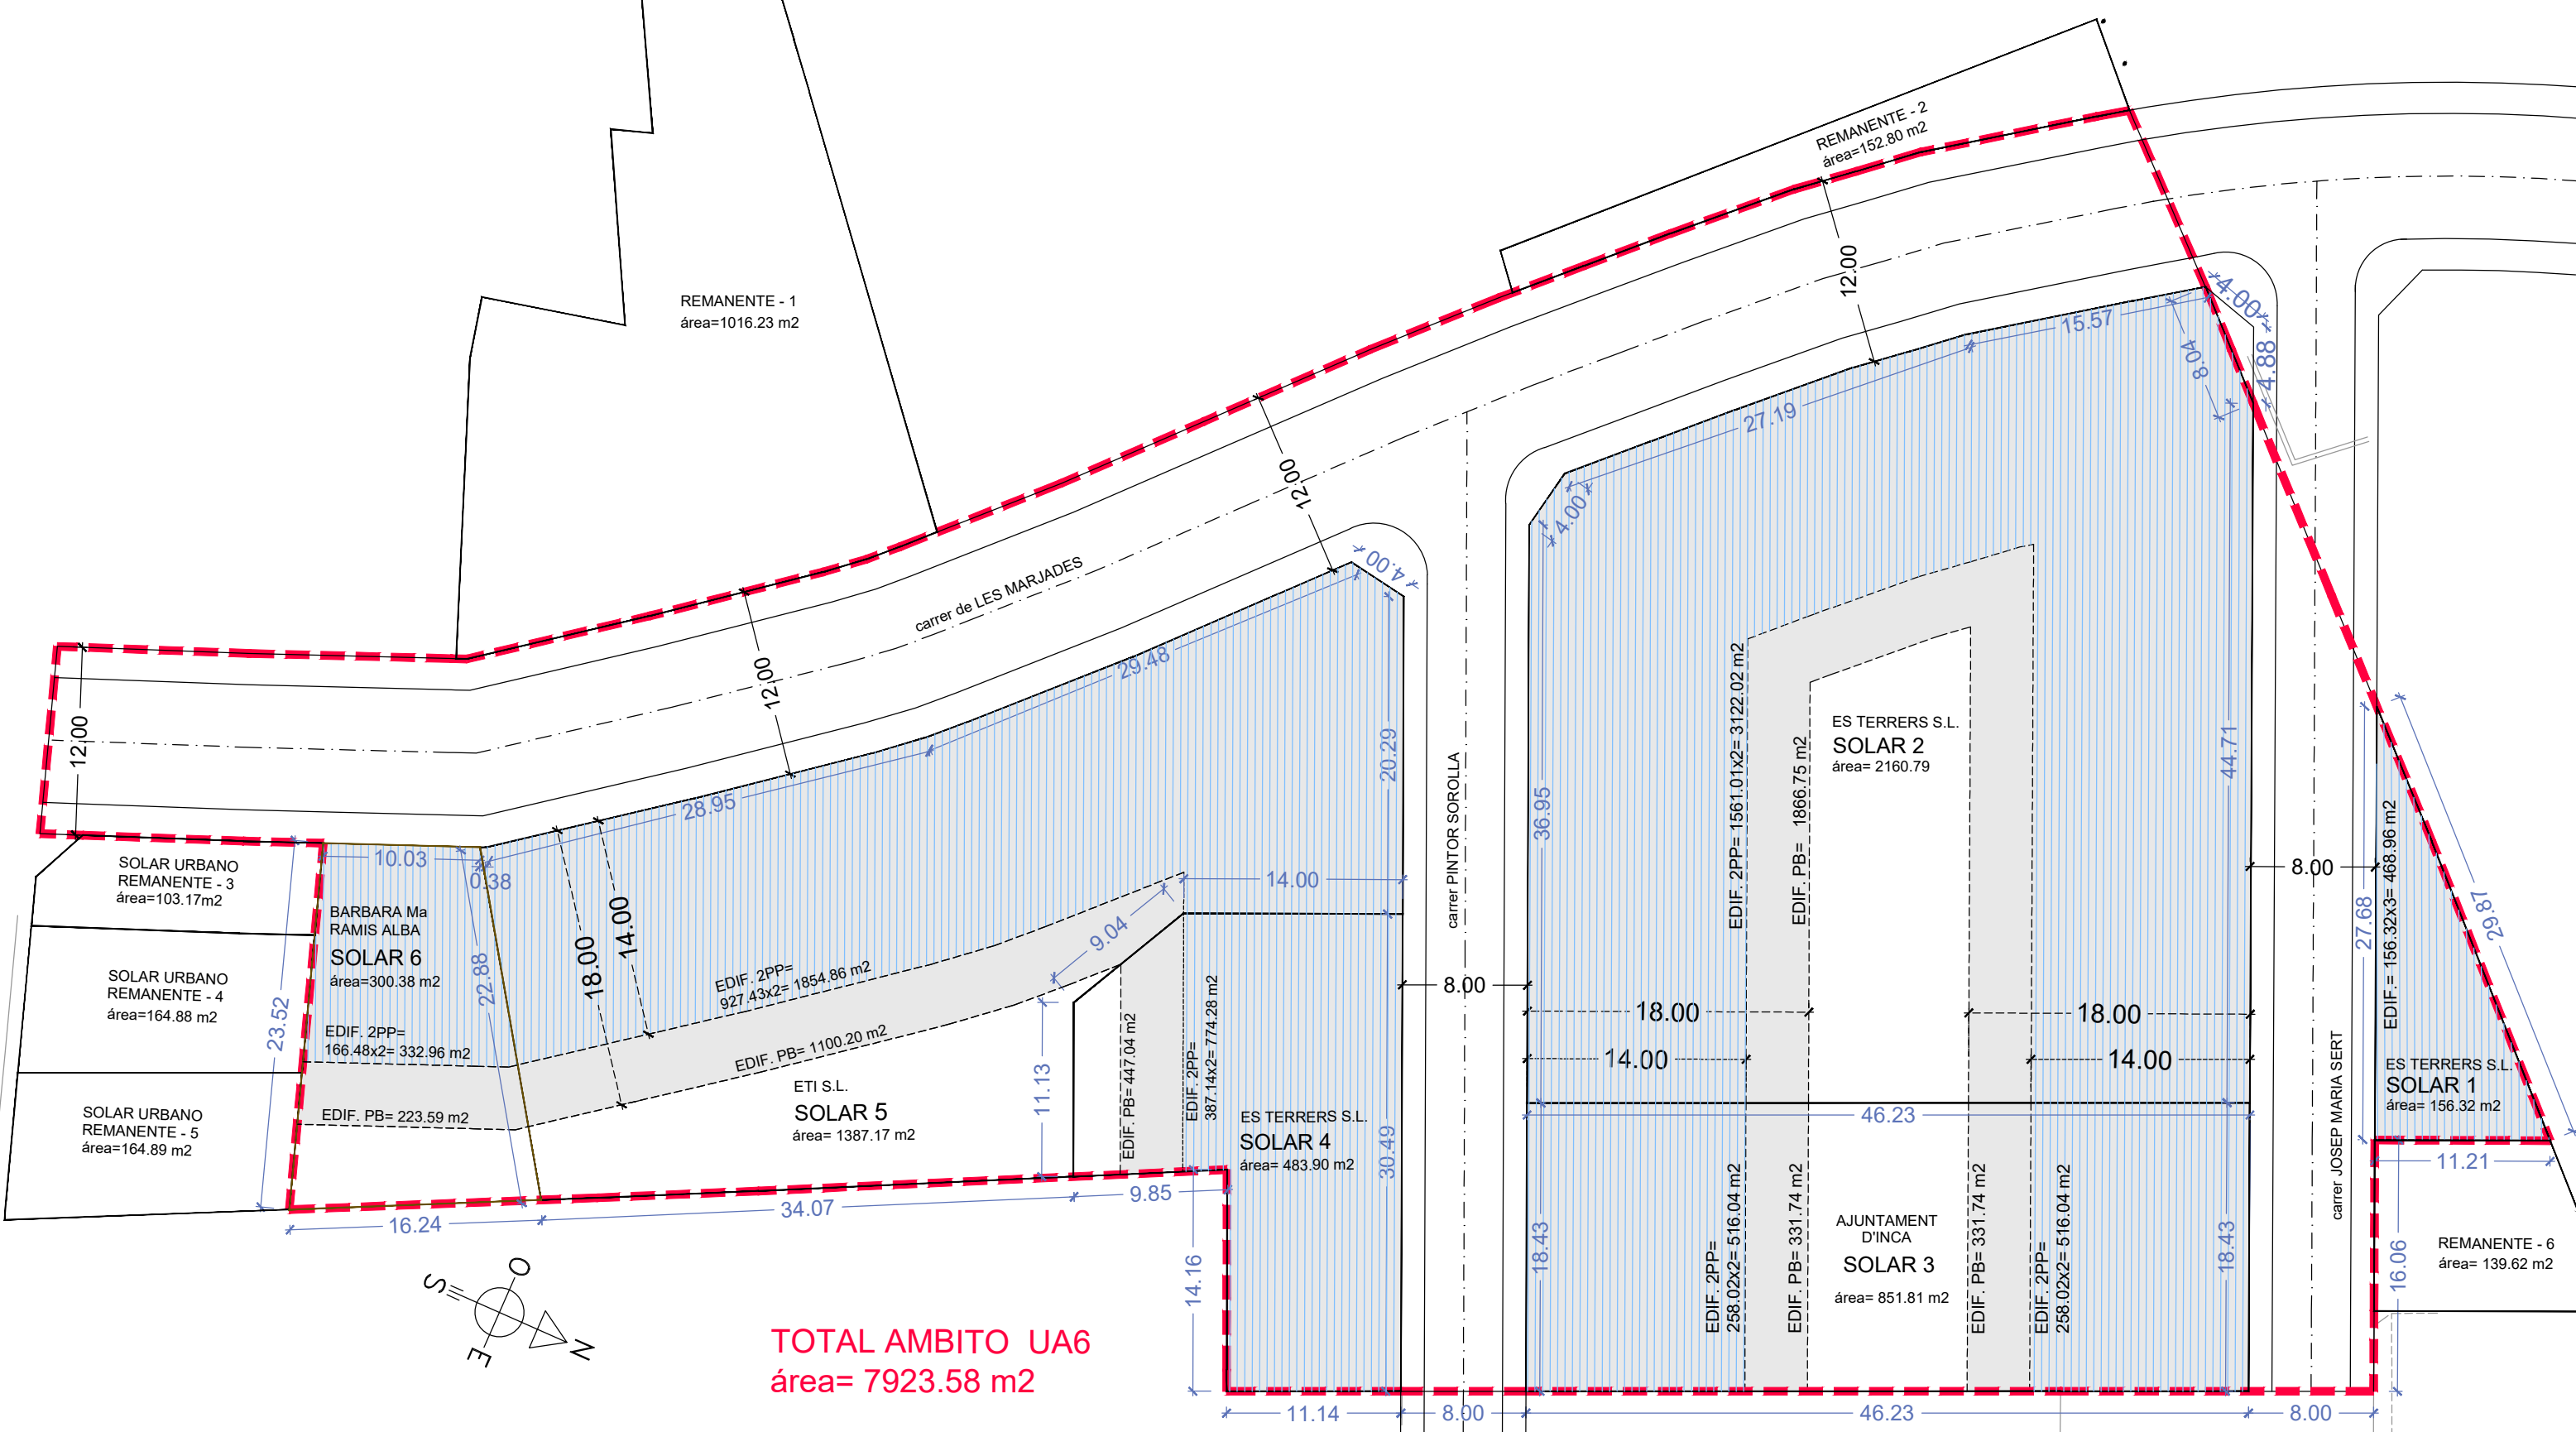 REMANENTE - 2
área=152.80 m2
REMANENTE - 1
área=1016.23 m2
12.00
4.00
15.57
8.04
4.88
27.19
4.00
12.00
4.00
carrer de LES MARJADES
12.00
29.48
12.00
28.95
20.29
carrer PINTOR SOROLLA
36.95
EDIF. 2PP= 1561.01x2= 3122.02 m2
EDIF. PB= 1866.75 m2
ES TERRERS S.L.
SOLAR 2
área= 2160.79
44.71
8.00
27.68
EDIF.= 156.32x3= 468.96 m2
29.87
SOLAR URBANO
REMANENTE - 3
área=103.17m2
10.03
0.38
14.00
BARBARA Ma
RAMIS ALBA
SOLAR 6
área=300.38 m2
22.88
23.52
18.00
14.00
9.04
EDIF. 2PP=
927.43x2= 1854.86 m2
SOLAR URBANO
REMANENTE - 4
área=164.88 m2
EDIF. 2PP=
166.48x2= 332.96 m2
EDIF. PB= 1100.20 m2
8.00
18.00
18.00
14.00
14.00
11.13
EDIF. PB= 447.04 m2
EDIF. 2PP=
387.14x2= 774.28 m2
ETI S.L.
SOLAR 5
área= 1387.17 m2
EDIF. PB= 223.59 m2
SOLAR URBANO
REMANENTE - 5
área=164.89 m2
ES TERRERS S.L.
SOLAR 4
área= 483.90 m2
30.49
46.23
carrer JOSEP MARIA SERT
ES TERRERS S.L.
SOLAR 1
área= 156.32 m2
11.21
16.24
34.07
9.85
14.16
18.43
EDIF. 2PP=
258.02x2= 516.04 m2
EDIF. PB= 331.74 m2
AJUNTAMENT
D'INCA
SOLAR 3
área= 851.81 m2
EDIF. PB= 331.74 m2
EDIF. 2PP=
258.02x2= 516.04 m2
18.43
16.06
REMANENTE - 6
área= 139.62 m2
O
S
N
E
TOTAL AMBITO UA6
área= 7923.58 m2
11.14
8.00
46.23
8.00